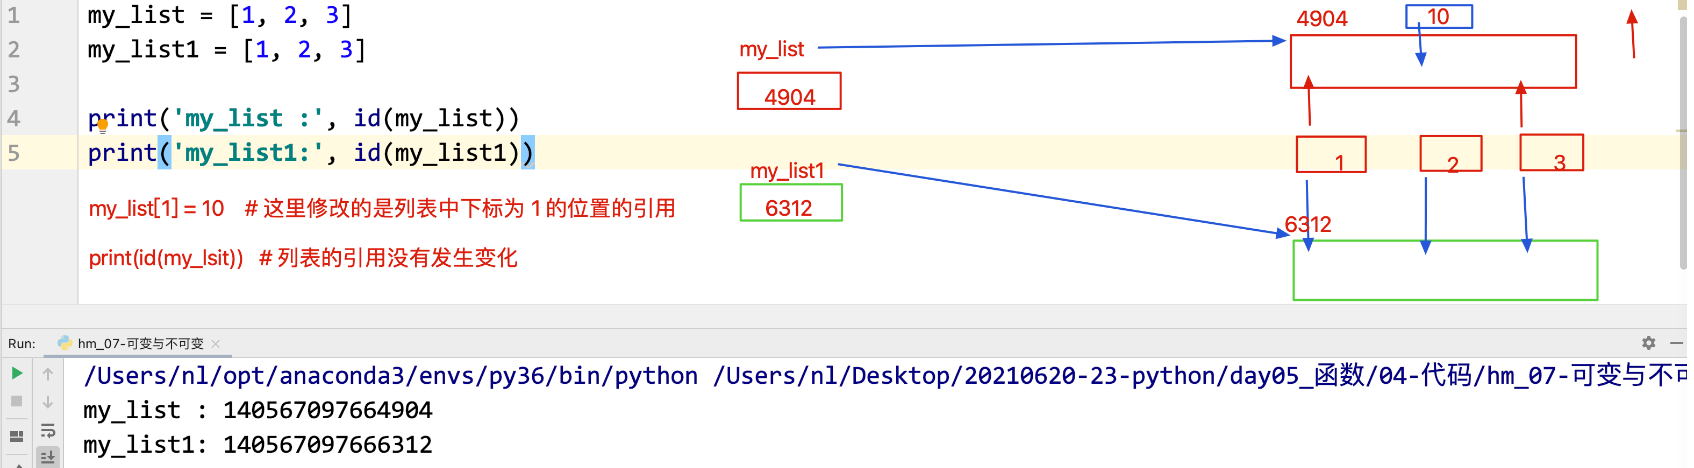 1 my_list = [1, 2, 3]
2 my_list1 = [1, 2, 3]
3
4 print('my_list :', id(my_list))
5 print('my_list1:', id(my_list1))
my_list[1] = 10 # 这里修改的是列表中下标为 1 的位置的引用
print(id(my_lsit)) # 列表的引用没有发生变化
my_list
4904
my_list1
6312
4904
10
1
2
3
6312
Run: hm_07-可变与不可变
/Users/nl/opt/anaconda3/envs/py36/bin/python /Users/nl/Desktop/20210620-23-python/day05_函数/04-代码/hm_07-可变与不可
my_list : 140567097664904
my_list1: 140567097666312